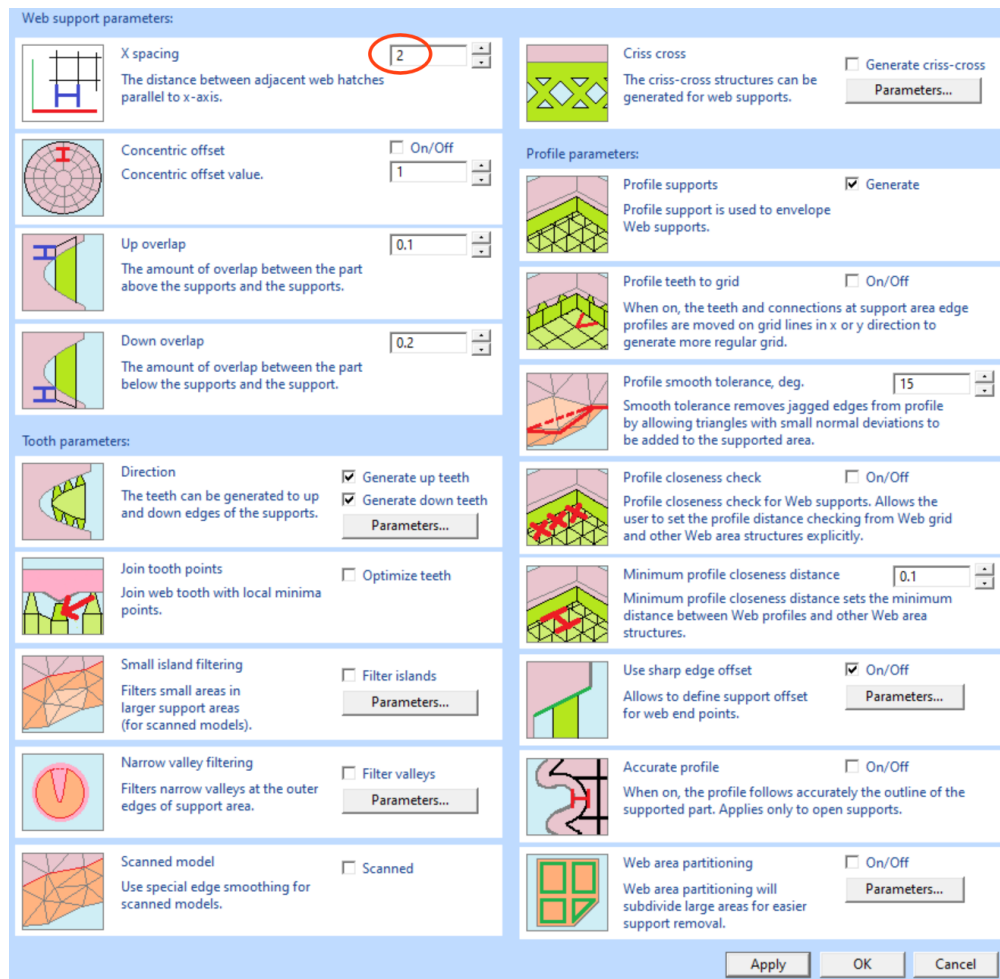 Web support parameters:
X spacing
2
The distance between adjacent web hatches
parallel to x-axis.
Concentric offset
On/Off
Concentric offset value.
1
Up overlap
0.1
The amount of overlap between the part
above the supports and the supports.
Down overlap
0.2
The amount of overlap between the part
below the supports and the support.
Tooth parameters:
Direction
Generate up teeth
The teeth can be generated to up
and down edges of the supports.
Generate down teeth
Parameters...
Join tooth points
Optimize teeth
Join web tooth with local minima
points.
Small island filtering
Filter islands
Filters small areas in
larger support areas
(for scanned models).
Parameters...
Narrow valley filtering
Filter valleys
Filters narrow valleys at the outer
edges of support area.
Parameters...
Scanned model
Scanned
Use special edge smoothing for
scanned models.
Criss cross
Generate criss-cross
The criss-cross structures can be
generated for web supports.
Parameters...
Profile parameters:
Profile supports
Generate
Profile support is used to envelope
Web supports.
Profile teeth to grid
On/Off
When on, the teeth and connections at support area edge
profiles are moved on grid lines in x or y direction to
generate more regular grid.
Profile smooth tolerance, deg.
15
Smooth tolerance removes jagged edges from profile
by allowing triangles with small normal deviations to
be added to the supported area.
Profile closeness check
On/Off
Profile closeness check for Web supports. Allows the
user to set the profile distance checking from Web grid
and other Web area structures explicitly.
Minimum profile closeness distance
0.1
Minimum profile closeness distance sets the minimum
distance between Web profiles and other Web area
structures.
Use sharp edge offset
On/Off
Allows to define support offset
for web end points.
Parameters...
Accurate profile
On/Off
When on, the profile follows accurately the outline of the
supported part. Applies only to open supports.
Web area partitioning
On/Off
Web area partitioning will
subdivide large areas for easier
support removal.
Parameters...
Apply
OK
Cancel